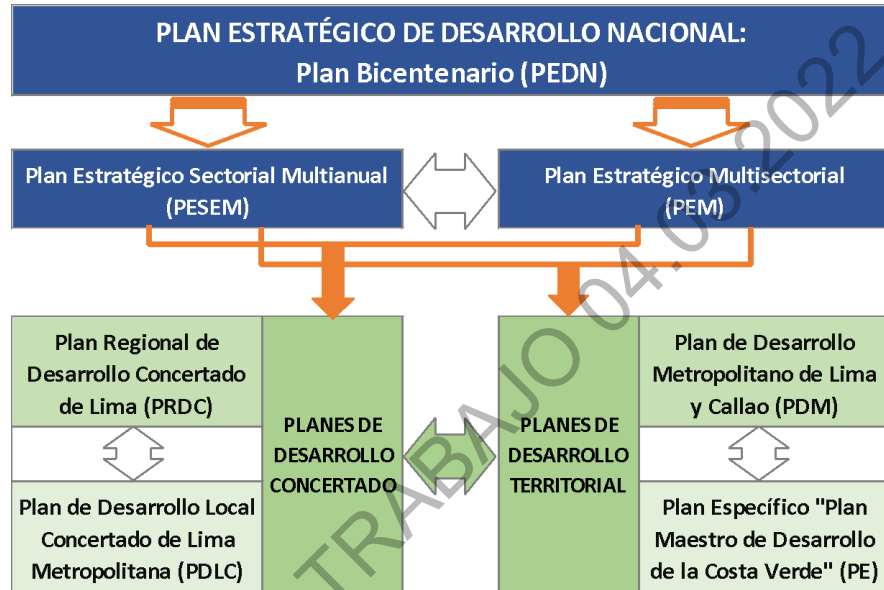 PLAN ESTRATÉGICO DE DESARROLLO NACIONAL:
Plan Bicentenario (PEDN)
Plan Estratégico Sectorial Multianual
(PESEM)
Plan Estratégico Multisectorial
(PEM)
Plan Regional de
Desarrollo Concertado
de Lima (PRDC)
Plan de Desarrollo Local
Concertado de Lima
Metropolitana (PDLC)
PLANES DE
DESARROLLO
CONCERTADO
PLANES DE
DESARROLLO
TERRITORIAL
Plan de Desarrollo
Metropolitano de Lima
y Callao (PDM)
Plan Específico "Plan
Maestro de Desarrollo
de la Costa Verde" (PE)
TRABAJO 04.03.2022